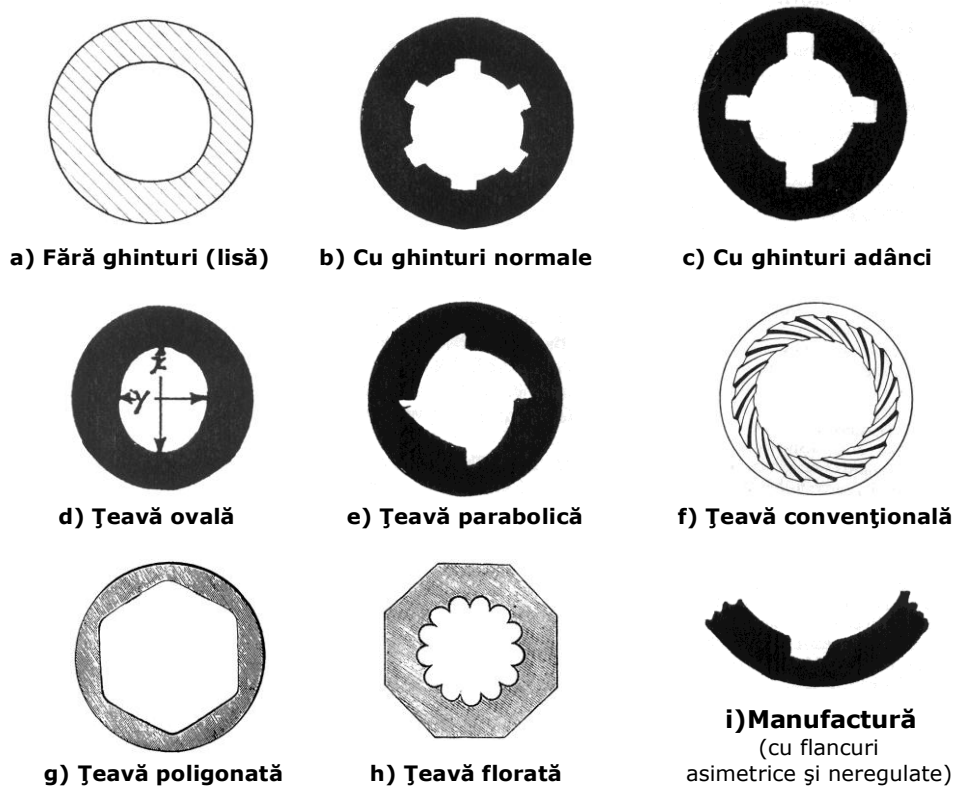 a) Fără ghinturi (lisă)
b) Cu ghinturi normale
c) Cu ghinturi adânci
d) Ţeavă ovală
e) Ţeavă parabolică
f) Ţeavă convenţională
g) Ţeavă poligonată
h) Ţeavă florată
i)Manufactură
(cu flancuri
asimetrice şi neregulate)